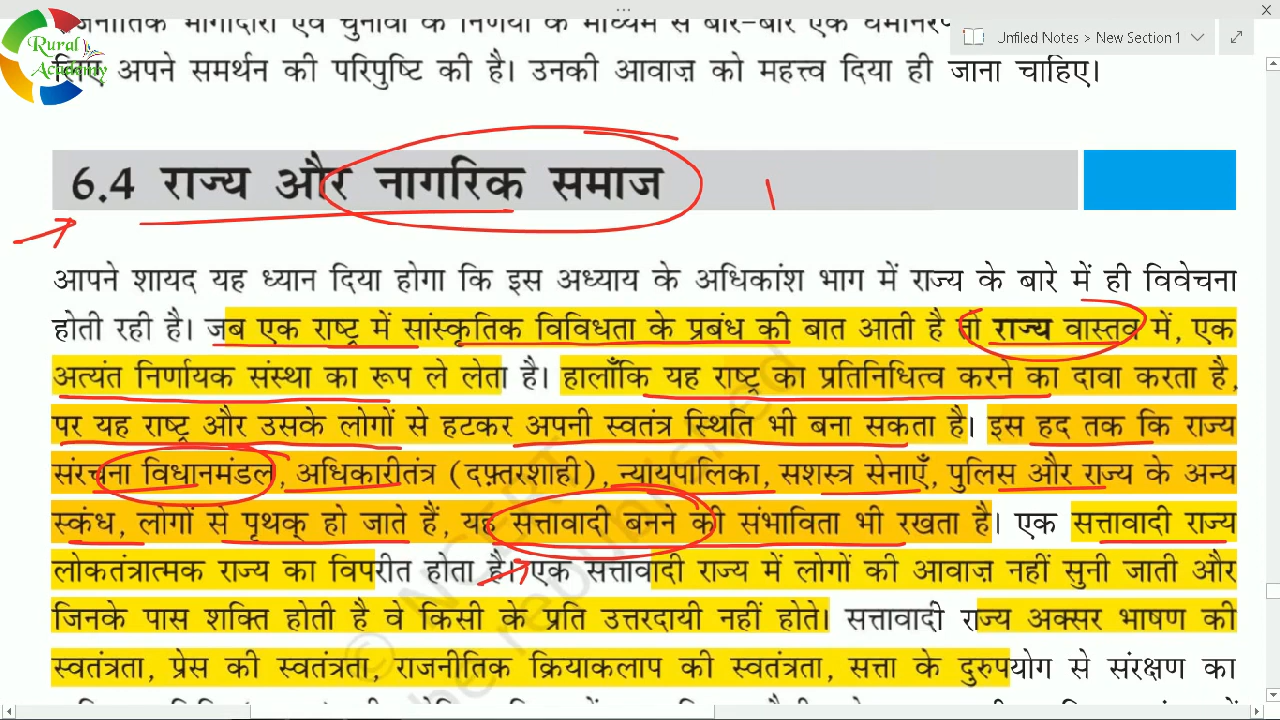 Rural
Academy
राजनीतिक भागीदारी एवं चुनावों के निर्णयों के माध्यम से बार-बार एक
Unfiled Notes > New Section 1
लिए अपने समर्थन की परिपुष्टि की है। उनकी आवाज़ को महत्त्व दिया ही जाना चाहिए।
6.4 राज्य और नागरिक समाज
आपने शायद यह ध्यान दिया होगा कि इस अध्याय के अधिकांश भाग में राज्य के बारे में ही विवेचना
होती रही है। जब एक राष्ट्र में सांस्कृतिक विविधता के प्रबंध की बात आती है तो राज्य वास्तव में, एक
अत्यंत निर्णायक संस्था का रूप ले लेता है। हालाँकि यह राष्ट्र का प्रतिनिधित्व करने का दावा करता है,
पर यह राष्ट्र और उसके लोगों से हटकर अपनी स्वतंत्र स्थिति भी बना सकता है। इस हद तक कि राज्य
संरचना विधानमंडल, अधिकारीतंत्र (दफ़्तरशाही), न्यायपालिका, सशस्त्र सेनाएँ, पुलिस और राज्य के अन्य
स्कंध, लोगों से पृथक् हो जाते हैं, यह सत्तावादी बनने की संभाविता भी रखता है। एक सत्तावादी राज्य
लोकतंत्रात्मक राज्य का विपरीत होता है। एक सत्तावादी राज्य में लोगों की आवाज़ नहीं सुनी जाती और
जिनके पास शक्ति होती है वे किसी के प्रति उत्तरदायी नहीं होते। सत्तावादी राज्य अक्सर भाषण की
स्वतंत्रता, प्रेस की स्वतंत्रता, राजनीतिक क्रियाकलाप की स्वतंत्रता, सत्ता के दुरुपयोग से संरक्षण का